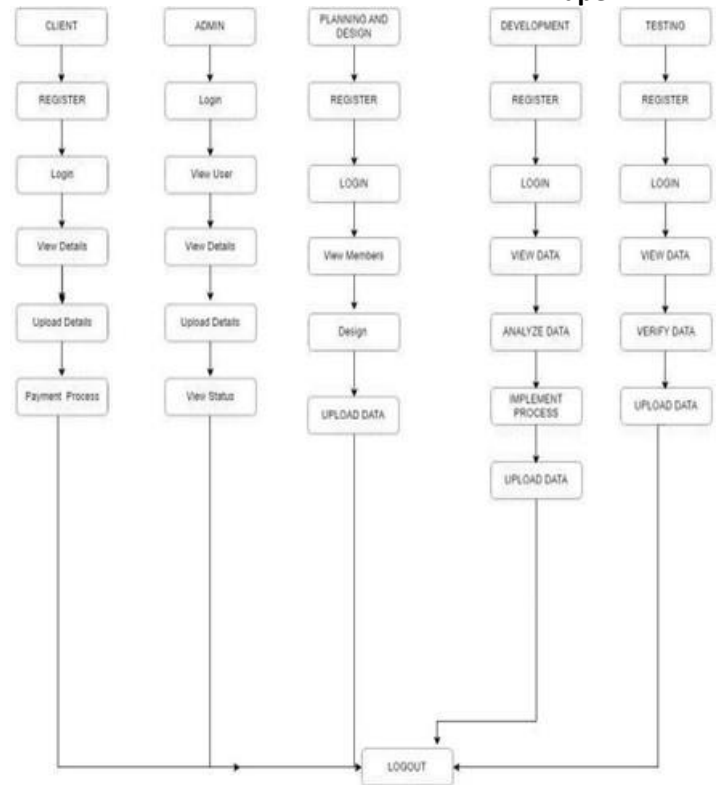 CLIENT
REGISTER
Login
View Details
Upload Details
Payment Process
ADMIN
Login
View User
View Details
Upload Details
View Status
PLANNING AND
DESIGN
REGISTER
LOGIN
View Members
Design
UPLOAD DATA
DEVELOPMENT
REGISTER
LOGIN
VIEW DATA
ANALYZE DATA
IMPLEMENT
PROCESS
UPLOAD DATA
TESTING
REGISTER
LOGIN
VIEW DATA
VERIFY DATA
UPLOAD DATA
LOGOUT